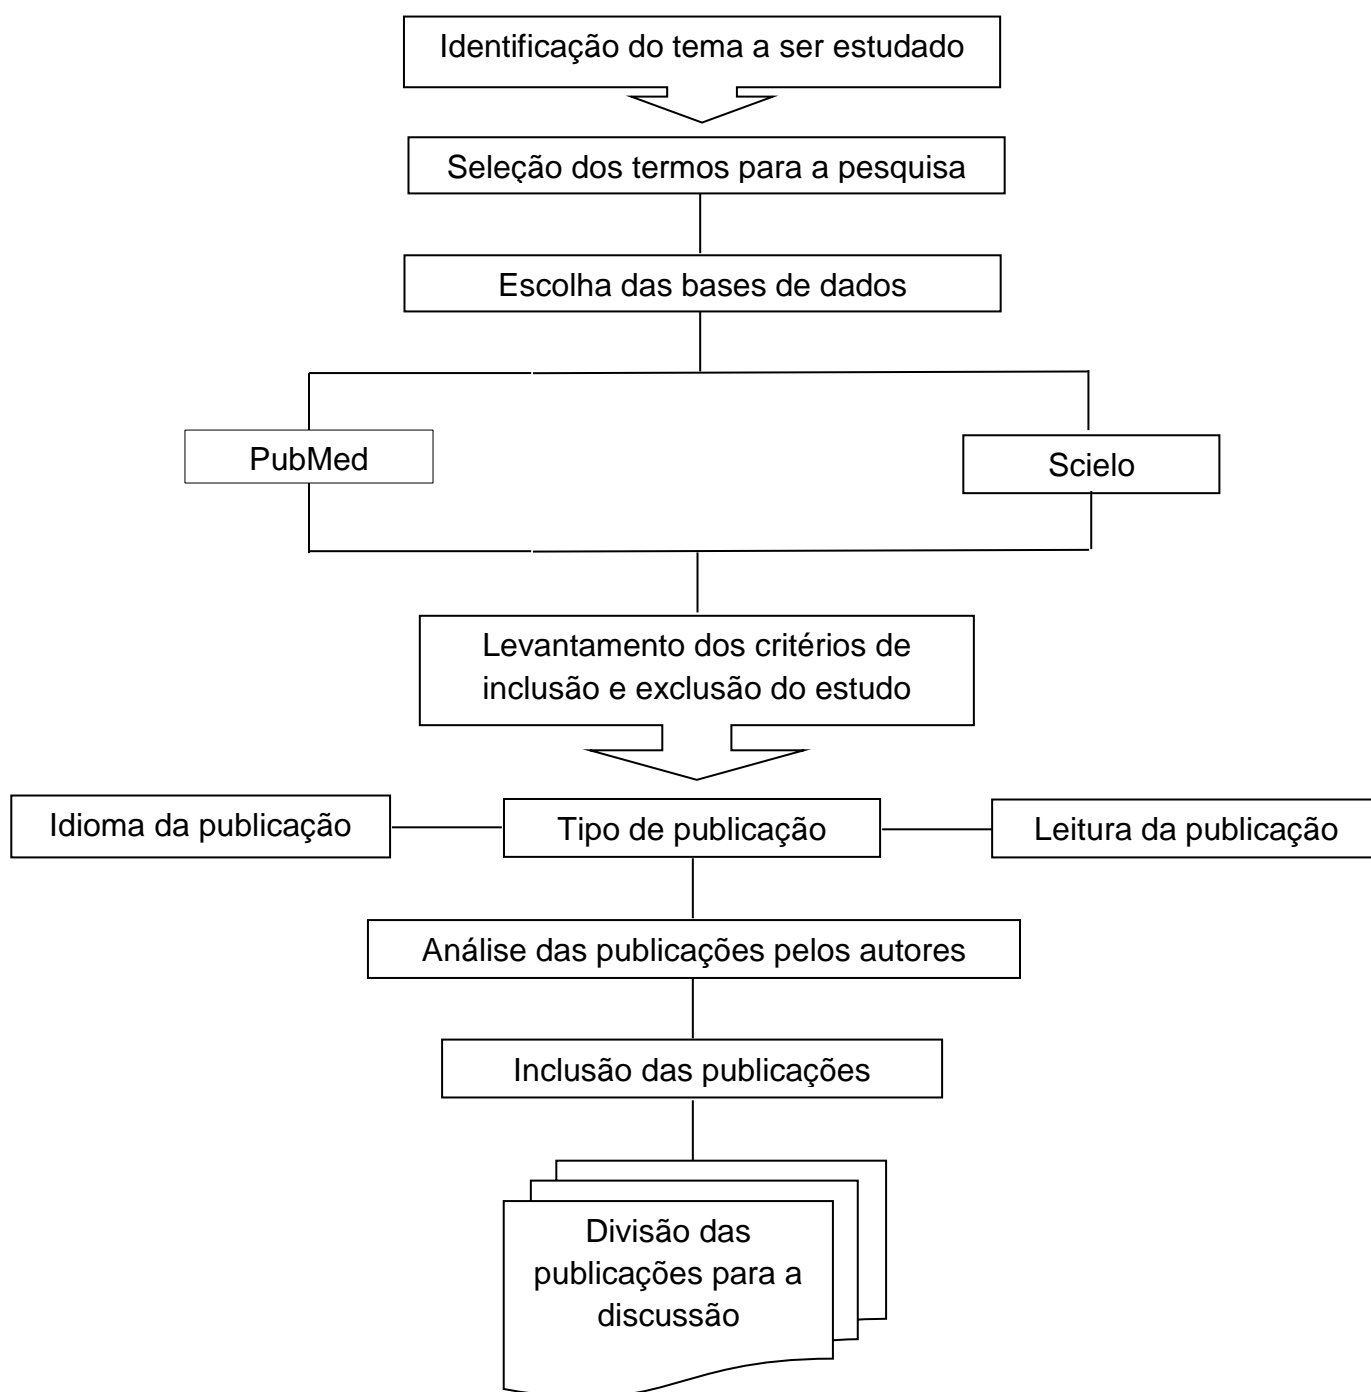 Identificação do tema a ser estudado
Seleção dos termos para a pesquisa
Escolha das bases de dados
PubMed
Scielo
Levantamento dos critérios de
inclusão e exclusão do estudo
Idioma da publicação
Tipo de publicação
Leitura da publicação
Análise das publicações pelos autores
Inclusão das publicações
Divisão das
publicações para a
discussão